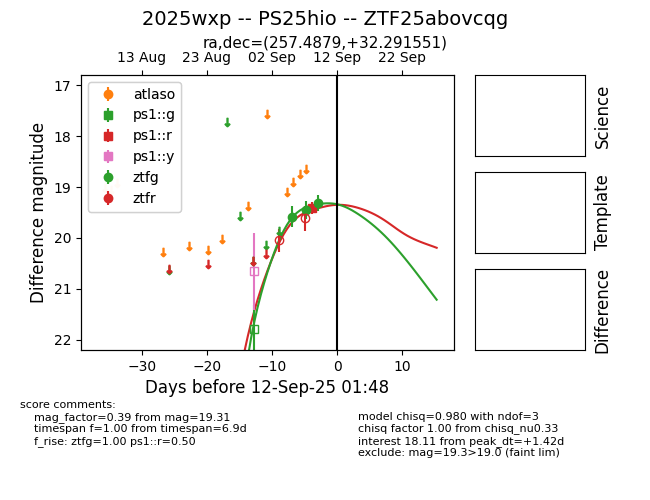 2025wxp -- PS25hio -- ZTF25abovcqg
ra,dec=(257.4879,+32.291551)
13 Aug 23 Aug 02 Sep 12 Sep 22 Sep
atlaso
ps1::g
ps1::r
ps1::y
ztfg
ztfr
17
18
19
20
21
22
Difference magnitude
−30 −20 −10 0 10
Days before 12-Sep-25 01:48
Science
Template
Difference
score comments:
mag_factor=0.39 from mag=19.31
timespan f=1.00 from timespan=6.9d
f_rise: ztfg=1.00 ps1::r=0.50
model chisq=0.980 with ndof=3
chisq factor 1.00 from chisq_nu0.33
interest 18.11 from peak_dt=+1.42d
exclude: mag=19.3>19.0 (faint lim)